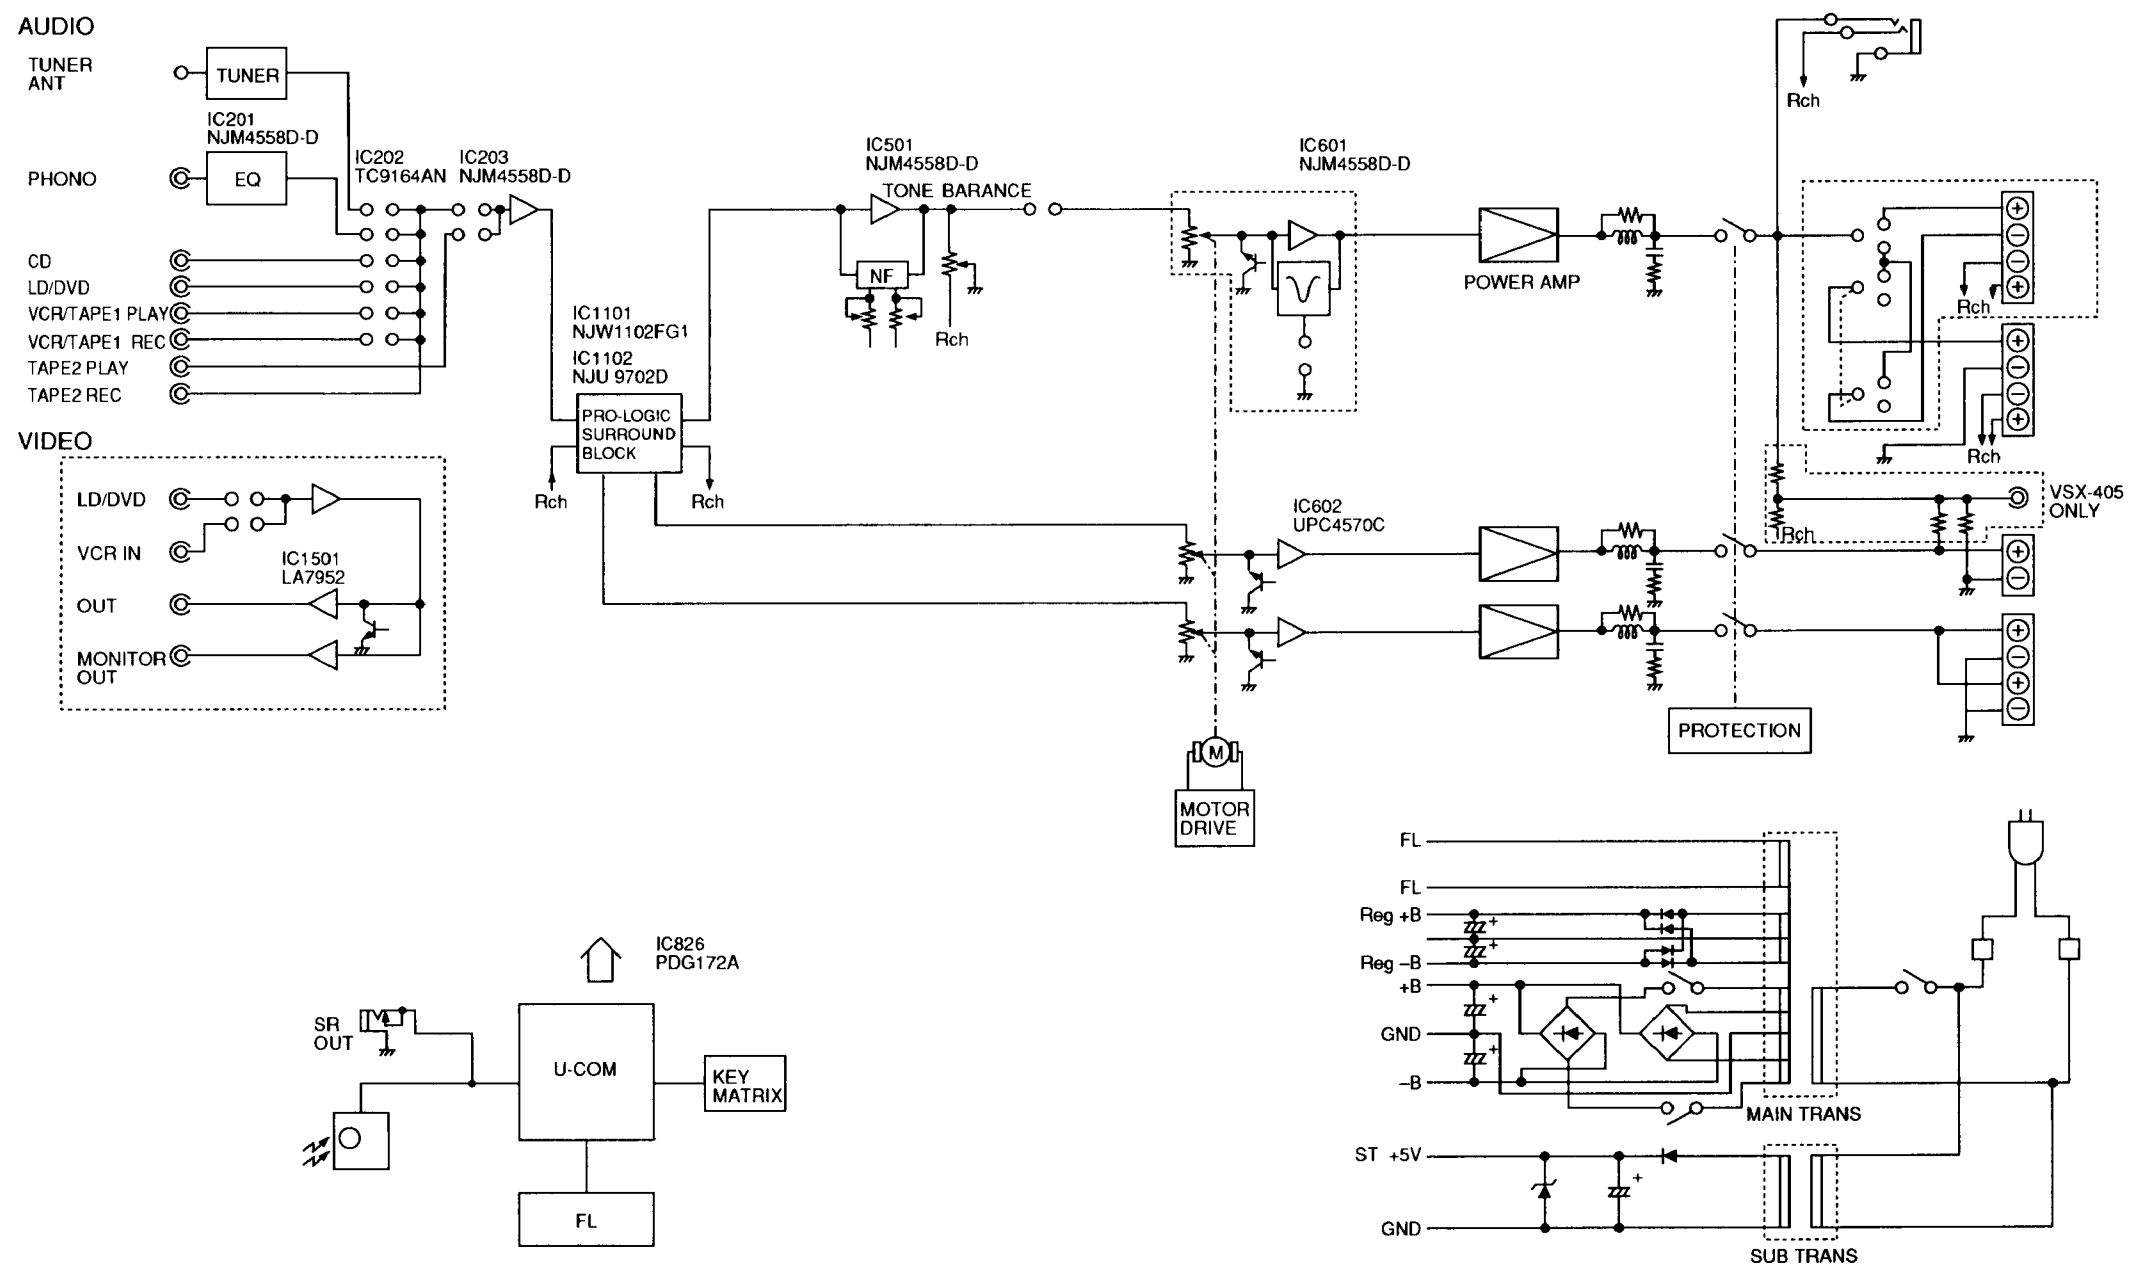 AUDIO
TUNER
ANT
TUNER
IC201
NJM4558D-D
PHONO
EQ
IC202
TC9164AN
IC203
NJM4558D-D
CD
LD/DVD
VCR/TAPE1 PLAY
VCR/TAPE1 REC
TAPE2 PLAY
TAPE2 REC
VIDEO
LD/DVD
VCR IN
IC1501
LA7952
OUT
MONITOR
OUT
IC1101
NJW1102FG1
IC1102
NJU 9702D
PRO-LOGIC
SURROUND
BLOCK
Rch
Rch
IC501
NJM4558D-D
TONE BARANCE
NF
Rch
IC601
NJM4558D-D
POWER AMP
IC602
UPC4570C
M
MOTOR
DRIVE
PROTECTION
Rch
+
−
−
+
Rch
+
−
−
+
Rch
VSX-405
ONLY
Rch
+
−
+
−
+
−
FL
FL
Reg +B
+
+
Reg −B
+B
+
GND
+
−B
MAIN TRANS
ST +5V
+
GND
SUB TRANS
IC826
PDG172A
SR
OUT
U-COM
KEY
MATRIX
FL